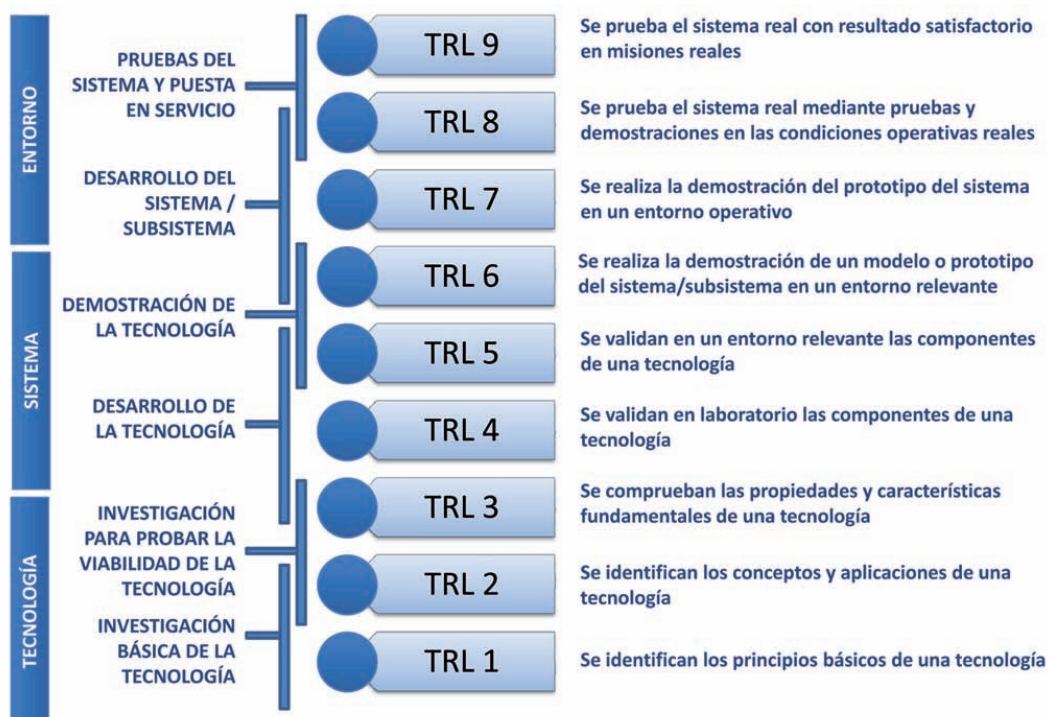 ENTORNO
SISTEMA
TECNOLOGÍA
PRUEBAS DEL
SISTEMA Y PUESTA
EN SERVICIO
DESARROLLO DEL
SISTEMA /
SUBSISTEMA
DEMOSTRACIÓN DE
LA TECNOLOGÍA
DESARROLLO DE
LA TECNOLOGÍA
INVESTIGACIÓN
PARA PROBAR LA
VIABILIDAD DE LA
TECNOLOGÍA
INVESTIGACIÓN
BÁSICA DE LA
TECNOLOGÍA
TRL 9
Se prueba el sistema real con resultado satisfactorio
en misiones reales
TRL 8
Se prueba el sistema real mediante pruebas y
demostraciones en las condiciones operativas reales
TRL 7
Se realiza la demostración del prototipo del sistema
en un entorno operativo
TRL 6
Se realiza la demostración de un modelo o prototipo
del sistema/subsistema en un entorno relevante
TRL 5
Se validan en un entorno relevante las componentes
de una tecnología
TRL 4
Se validan en laboratorio las componentes de una
tecnología
TRL 3
Se comprueban las propiedades y características
fundamentales de una tecnología
TRL 2
Se identifican los conceptos y aplicaciones de una
tecnología
TRL 1
Se identifican los principios básicos de una tecnología